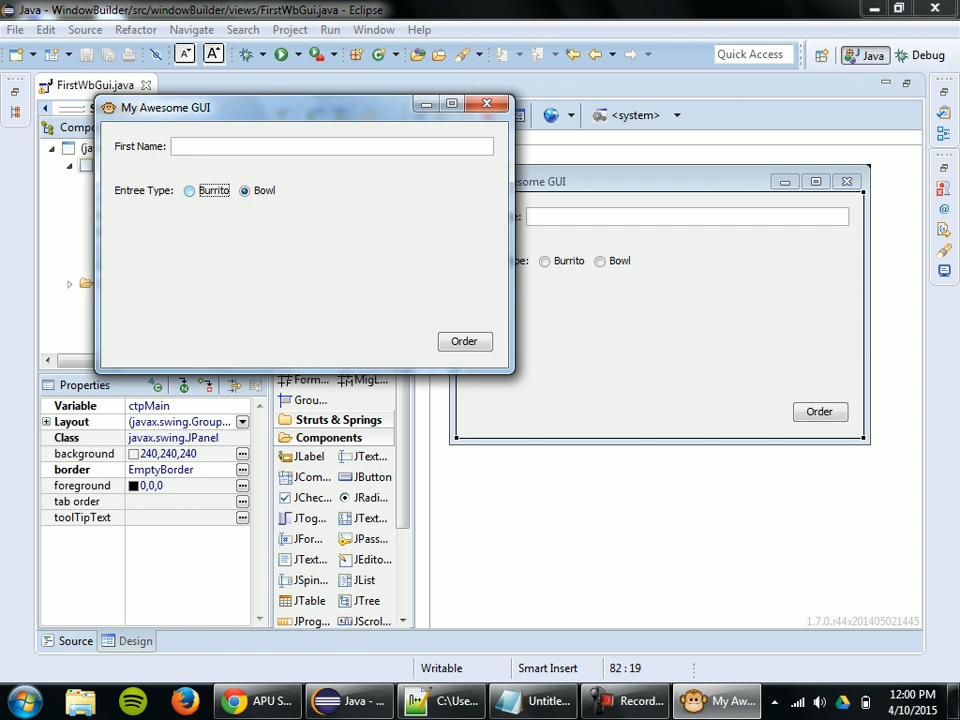 Java - WindowBuilder/src/windowBuilder/views/FirstWbGui.java - Eclipse
File Edit Source Refactor Navigate Search Project Run Window Help
Quick Access
Java
Debug
FirstWbGui.java
My Awesome GUI
<system>
First Name:
Entree Type: Burrito Bowl
Order
esome GUI
Burrito Bowl
Order
Properties
Variable ctpMain
Layout (javax.swing.Group...
Class javax.swing.JPanel
background 240,240,240
border EmptyBorder
foreground 0,0,0
tab order
toolTipText
Form... MigL...
Grou...
Struts & Springs
Components
JLabel JText...
JCom... JButton
JChec... JRadi...
JTog... JText...
JFor... JPass...
JText... JEdito...
JSpin... JList
JTable JTree
JProg... JScrol...
1.7.0.r44x201405021445
Source Design
Writable Smart Insert 82 : 19
APU S... Java - ... C:\Use... Untitle... Record... My Aw...
12:00 PM
4/10/2015